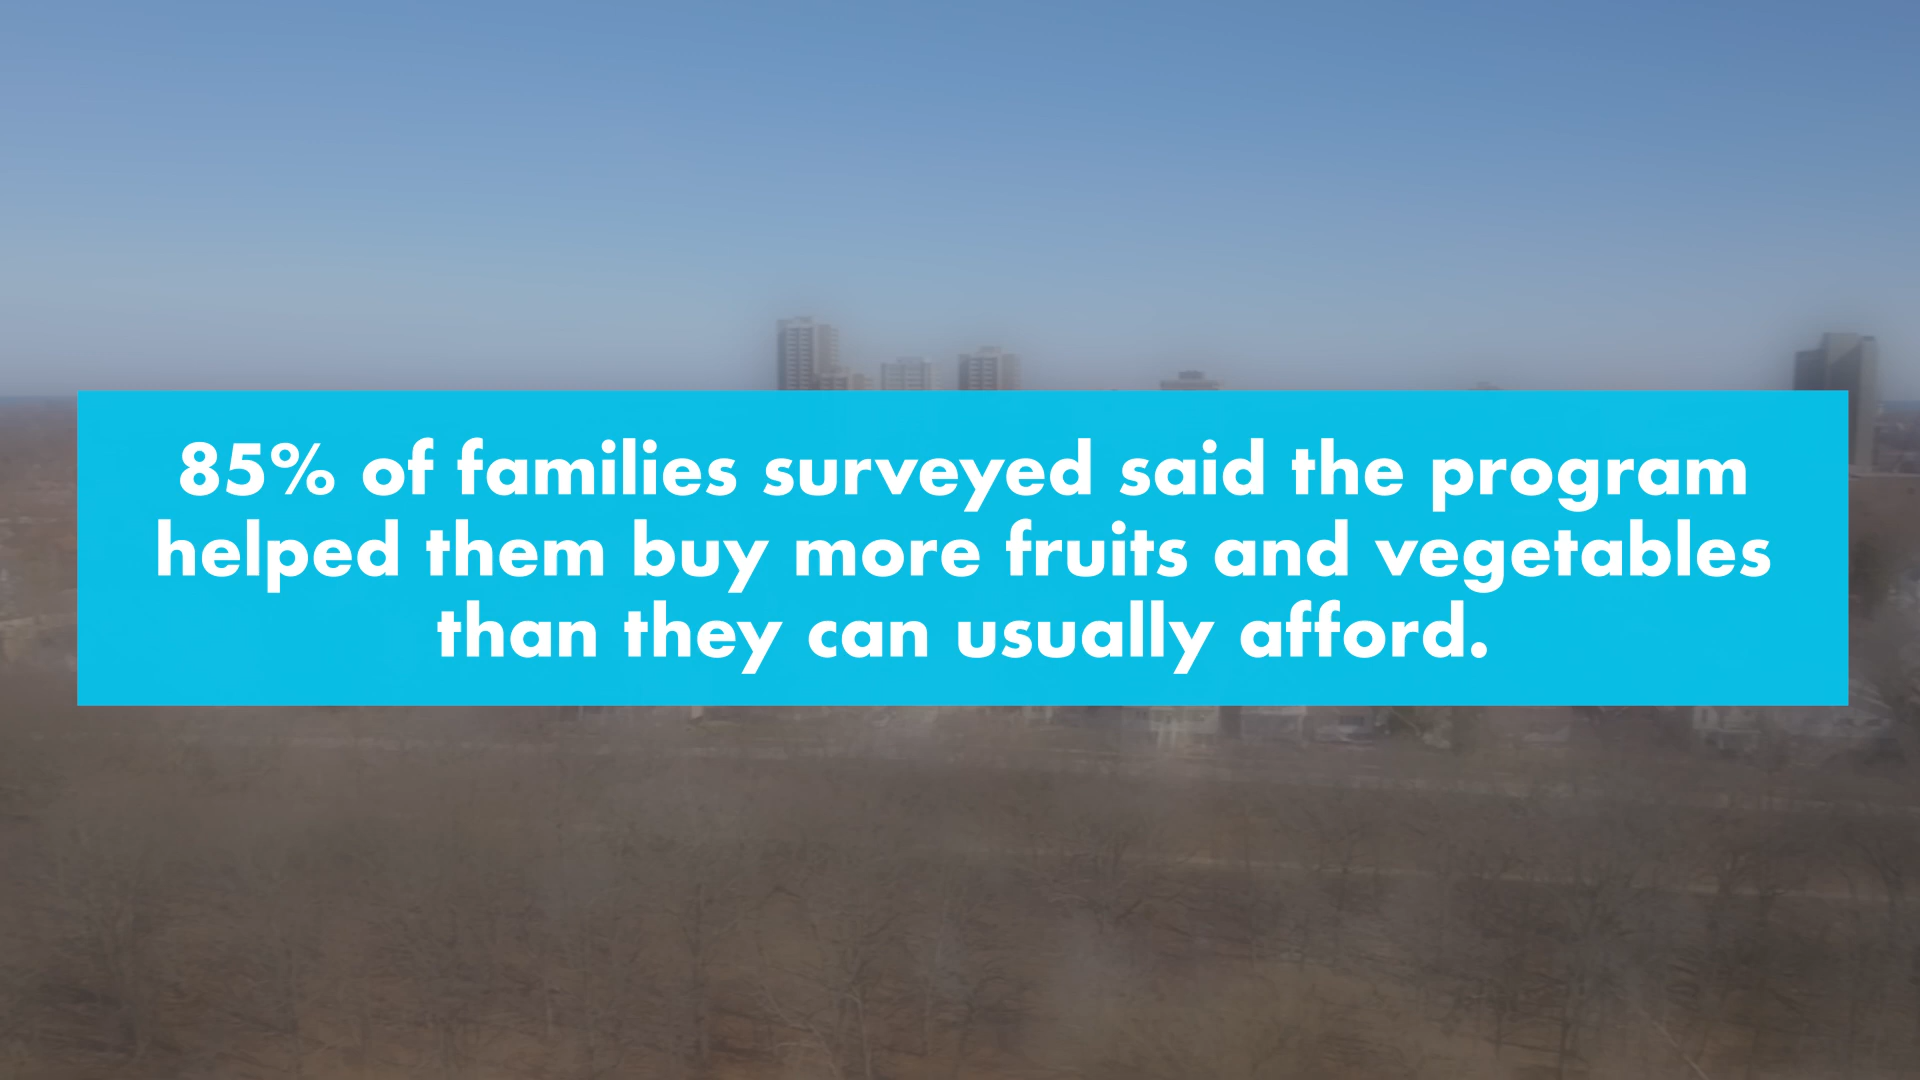 85% of families surveyed said the program
helped them buy more fruits and vegetables
than they can usually afford.